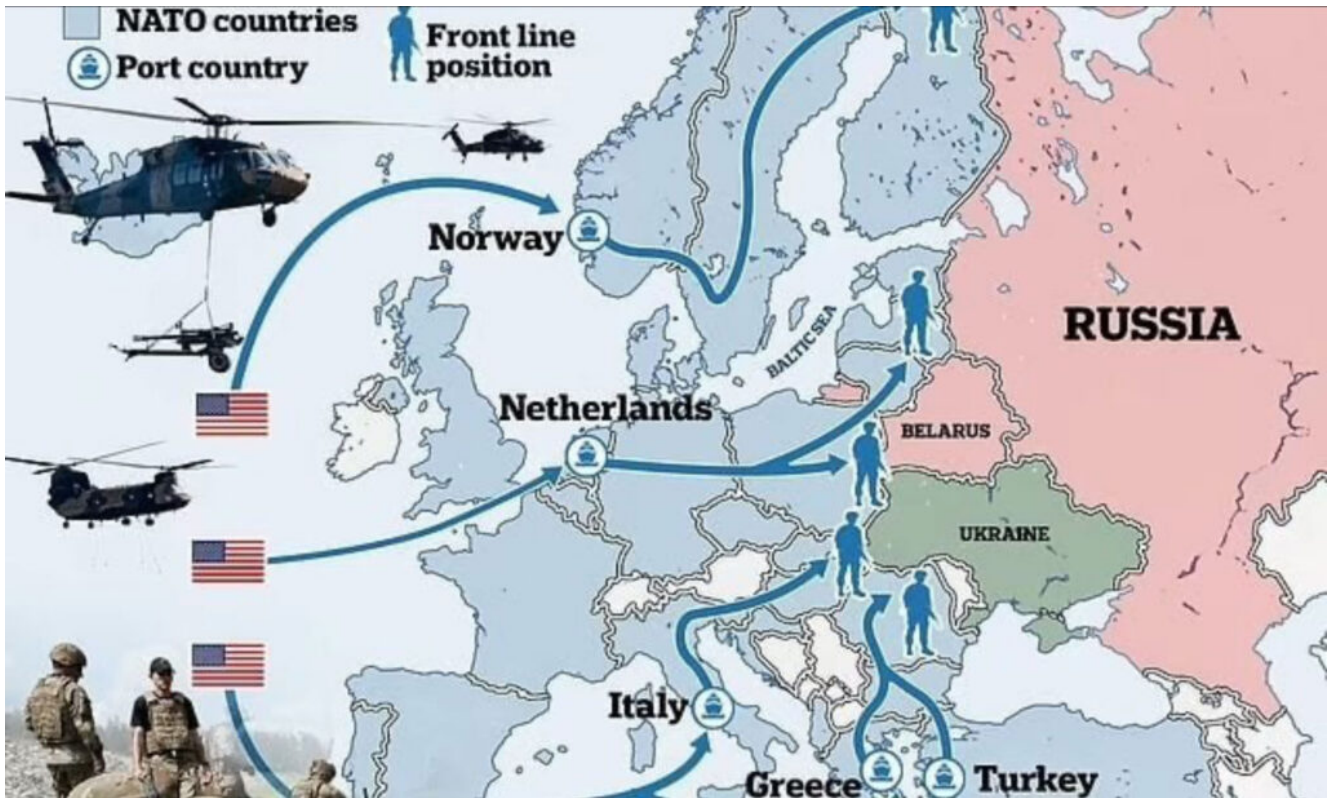 NATO countries
Port country
Front line
position
Norway
BALTIC SEA
RUSSIA
Netherlands
BELARUS
UKRAINE
Italy
Greece
Turkey